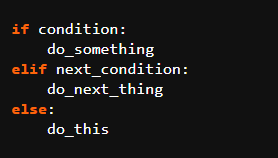 if condition:
    do_something
elif next_condition:
    do_next_thing
else:
    do_this